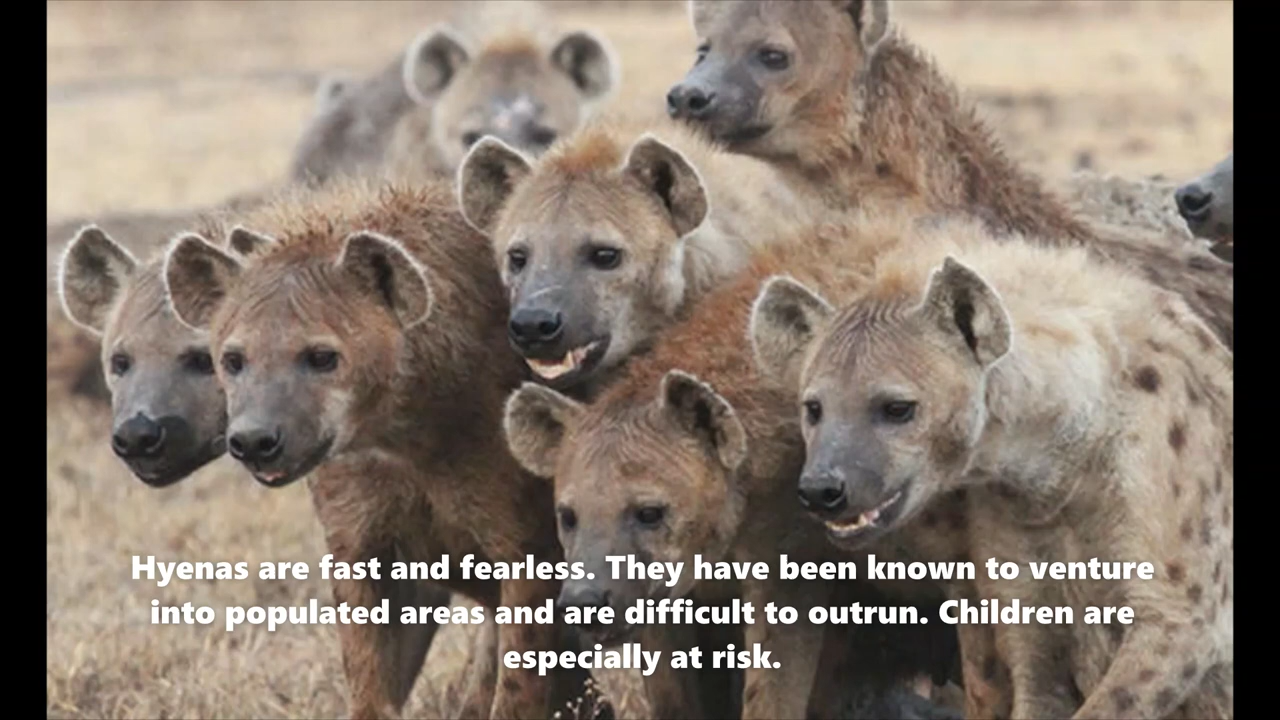 Hyenas are fast and fearless. They have been known to venture
into populated areas and are difficult to outrun. Children are
especially at risk.